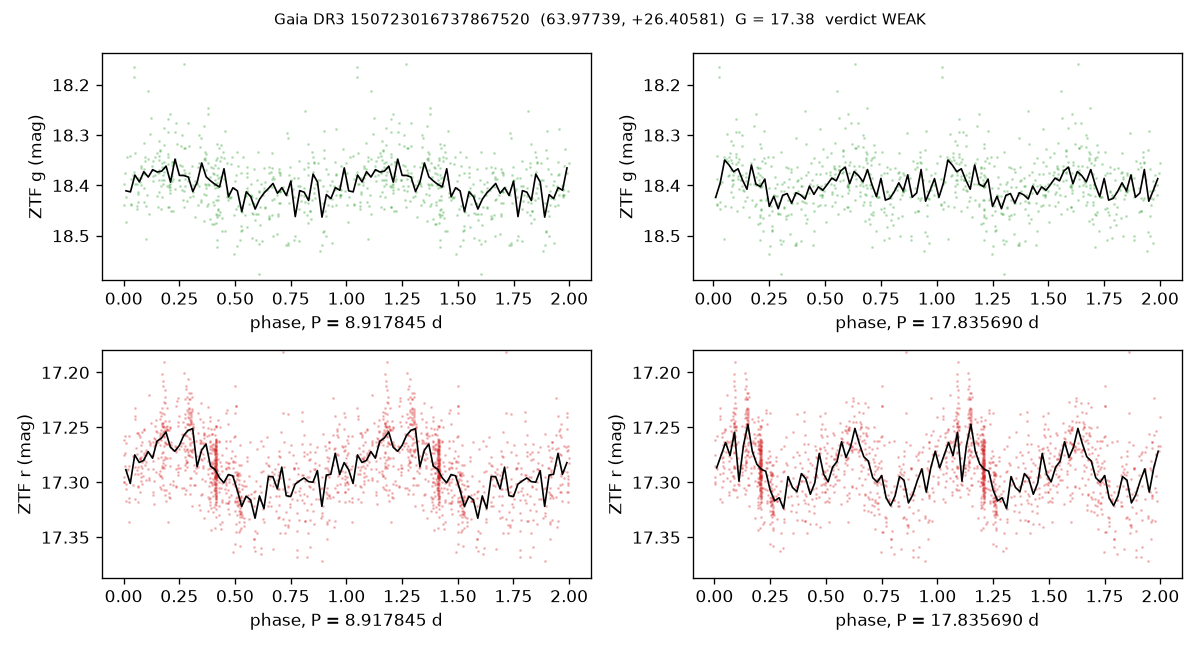 Gaia DR3 150723016737867520  (63.97739, +26.40581)  G = 17.38  verdict WEAK
ZTF g (mag)
18.2
18.3
18.4
18.5
0.00 0.25 0.50 0.75 1.00 1.25 1.50 1.75 2.00
phase, P = 8.917845 d
ZTF g (mag)
18.2
18.3
18.4
18.5
0.00 0.25 0.50 0.75 1.00 1.25 1.50 1.75 2.00
phase, P = 17.835690 d
ZTF r (mag)
17.20
17.25
17.30
17.35
0.00 0.25 0.50 0.75 1.00 1.25 1.50 1.75 2.00
phase, P = 8.917845 d
ZTF r (mag)
17.20
17.25
17.30
17.35
0.00 0.25 0.50 0.75 1.00 1.25 1.50 1.75 2.00
phase, P = 17.835690 d